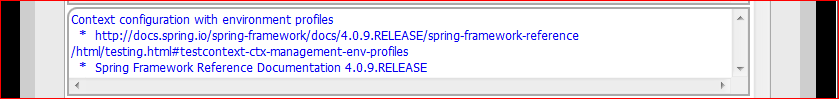 Context configuration with environment profiles
* http://docs.spring.io/spring-framework/docs/4.0.9.RELEASE/spring-framework-reference
/html/testing.html#testcontext-ctx-management-env-profiles
* Spring Framework Reference Documentation 4.0.9.RELEASE